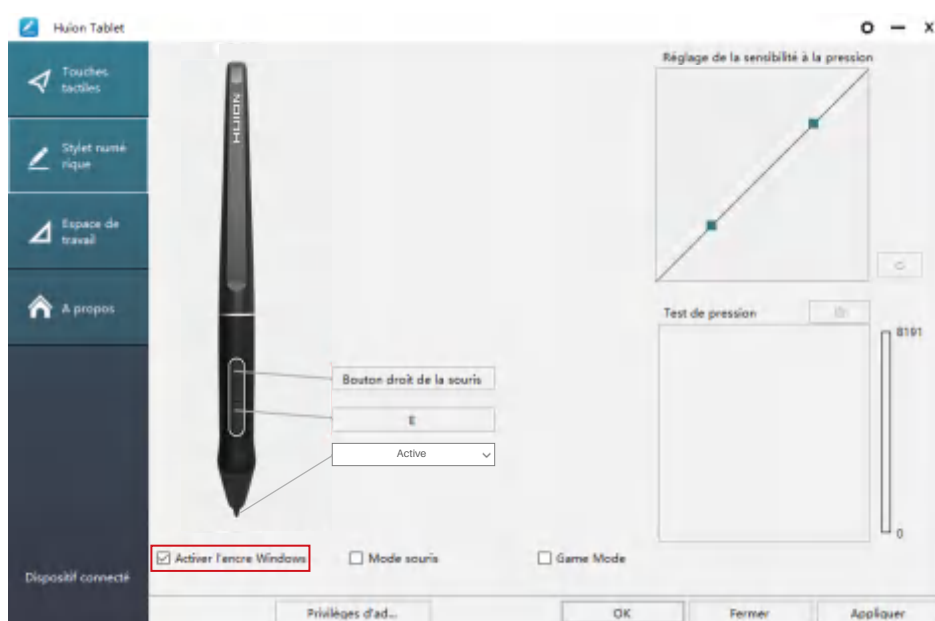 Huion Tablet
Touches
tactiles
Stylet numé
rique
Espace de
travail
A propos
Dispositif connecté
HUION
Bouton droit de la souris
E
Active
Activer l'encre Windows
Mode souris
Game Mode
Réglage de la sensibilité à la pression
Test de pression
8191
0
Privilèges d'ad...
OK
Fermer
Appliquer